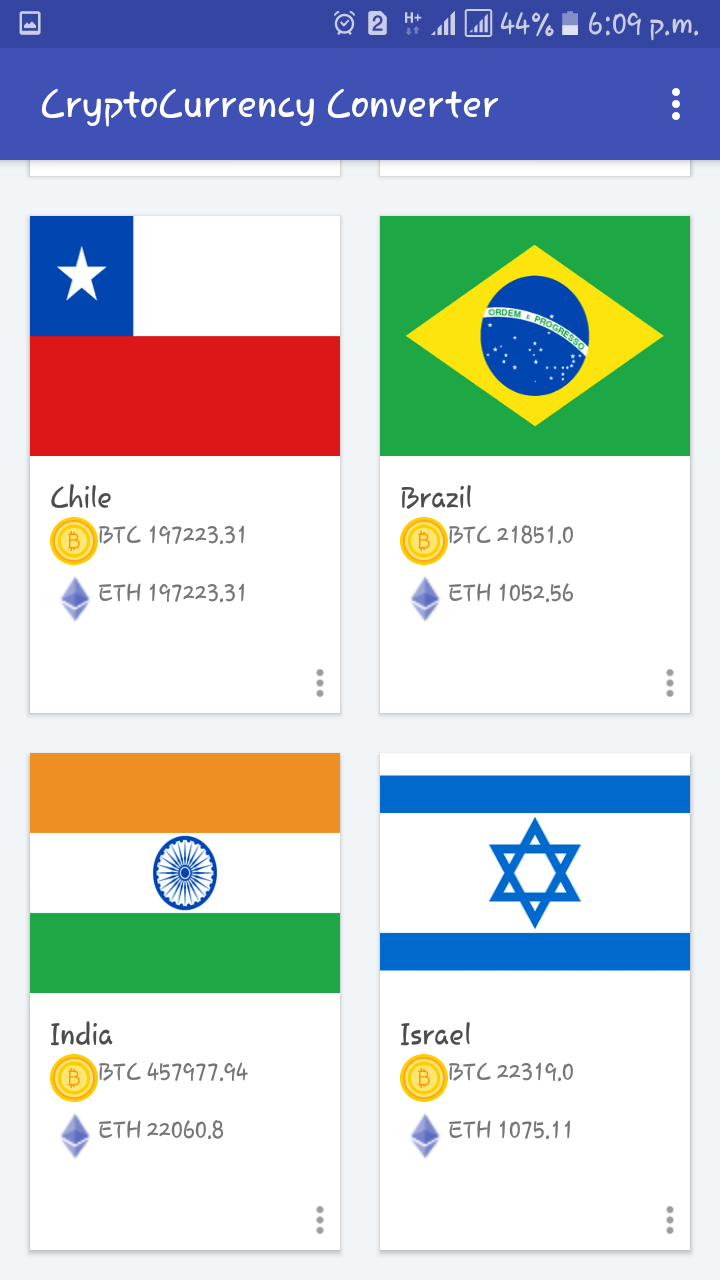 2 H+ 44% 6:09 p.m.
CryptoCurrency Converter
ORDEM E PROGRESSO
Chile
BTC 197223.31
ETH 197223.31
Brazil
BTC 21851.0
ETH 1052.56
India
BTC 457977.94
ETH 22060.8
Israel
BTC 22319.0
ETH 1075.11